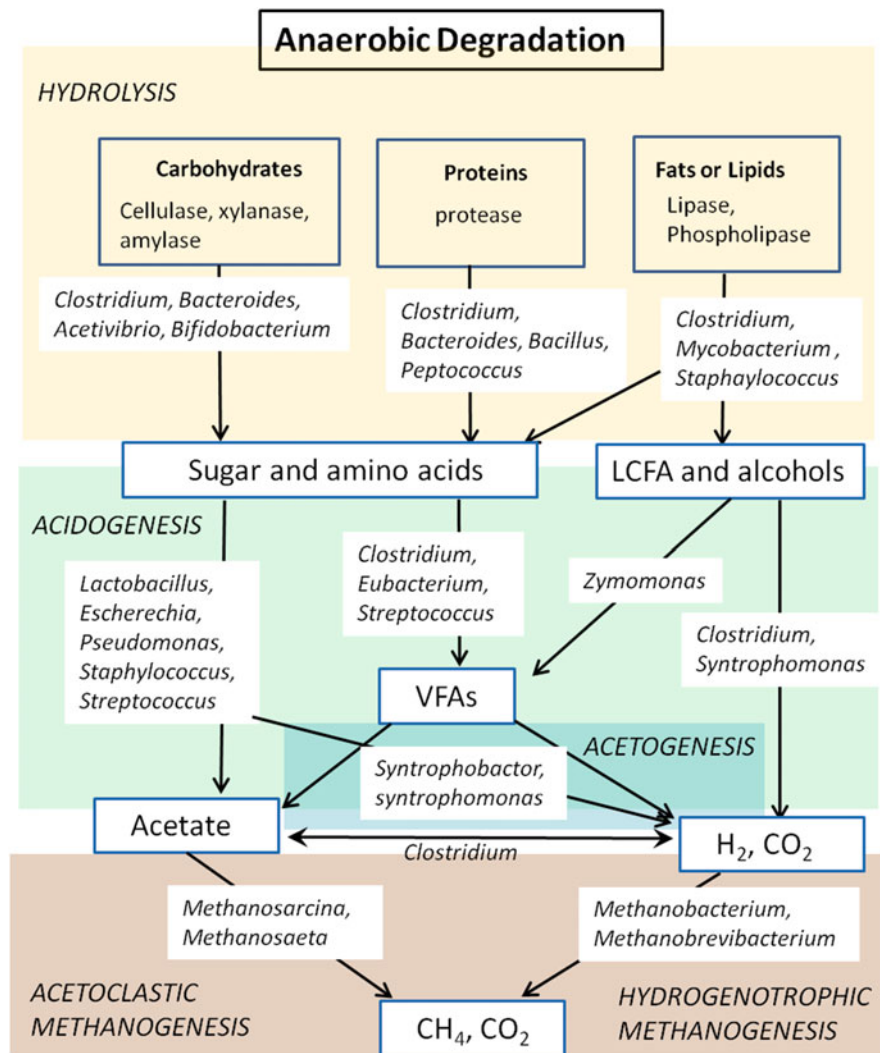 Anaerobic Degradation
HYDROLYSIS
Carbohydrates
Cellulase, xylanase,
amylase
Proteins
protease
Fats or Lipids
Lipase,
Phospholipase
Clostridium, Bacteroides,
Acetivibrio, Bifidobacterium
Clostridium,
Bacteroides, Bacillus,
Peptococcus
Clostridium,
Mycobacterium ,
Staphaylococcus
Sugar and amino acids
LCFA and alcohols
ACIDOGENESIS
Lactobacillus,
Escherechia,
Pseudomonas,
Staphylococcus,
Streptococcus
Clostridium,
Eubacterium,
Streptococcus
Zymomonas
Clostridium,
Syntrophomonas
VFAs
ACETOGENESIS
Syntrophobactor,
syntrophomonas
Acetate
Clostridium
H₂, CO₂
Methanosarcina,
Methanosaeta
Methanobacterium,
Methanobrevibacterium
ACETOCLASTIC
METHANOGENESIS
CH₄, CO₂
HYDROGENOTROPHIC
METHANOGENESIS